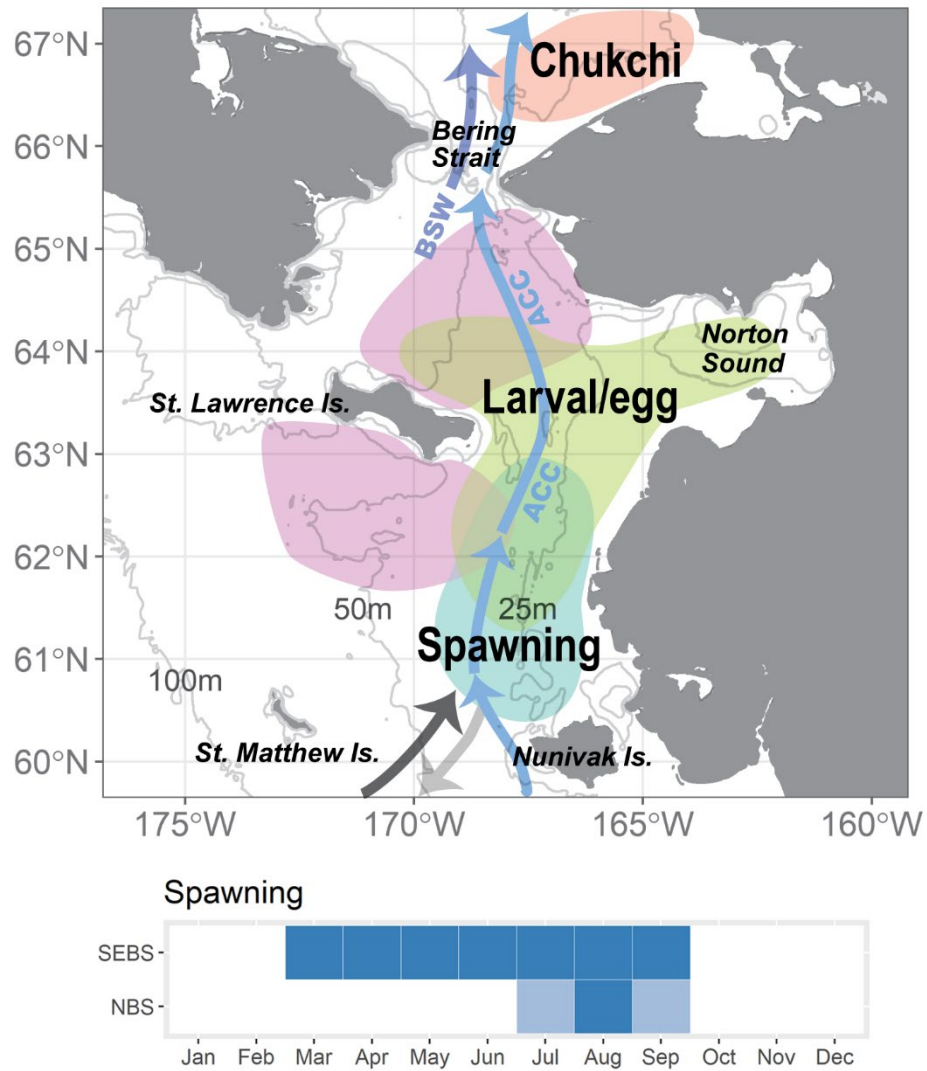 67°N
Chukchi
66°N
Bering
Strait
BSW
65°N
ACC
64°N
Norton
Sound
St. Lawrence Is.
Larval/egg
63°N
ACC
62°N
50m
25m
61°N
Spawning
100m
60°N
St. Matthew Is.
Nunivak Is.
175°W
170°W
165°W
160°W
Spawning
SEBS
NBS
Jan Feb Mar Apr May Jun Jul Aug Sep Oct Nov Dec